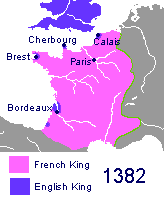 Cherbourg
Calais
Brest
Paris
Bordeaux
French King
English King
1382